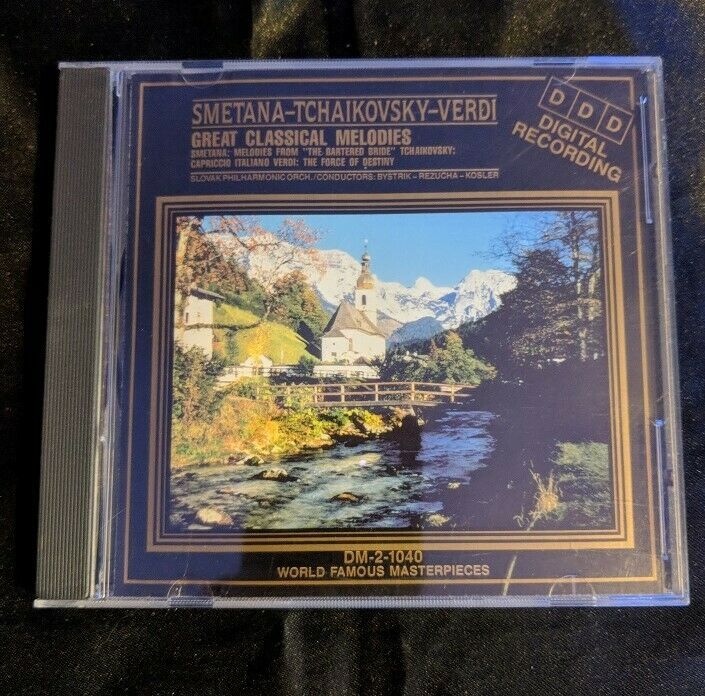 SMETANA-TCHAIKOVSKY-VERDI
GREAT CLASSICAL MELODIES
SMETANA: MELODIES FROM "THE BARTERED BRIDE" TCHAIKOVSKY:
CAPRICCIO ITALIANO VERDI: THE FORCE OF DESTINY
SLOVAK PHILHARMONIC ORCH./CONDUCTORS: BYSTRIK - REZUCHA - KOSLER
D D D
DIGITAL
RECORDING
DM-2-1040
WORLD FAMOUS MASTERPIECES